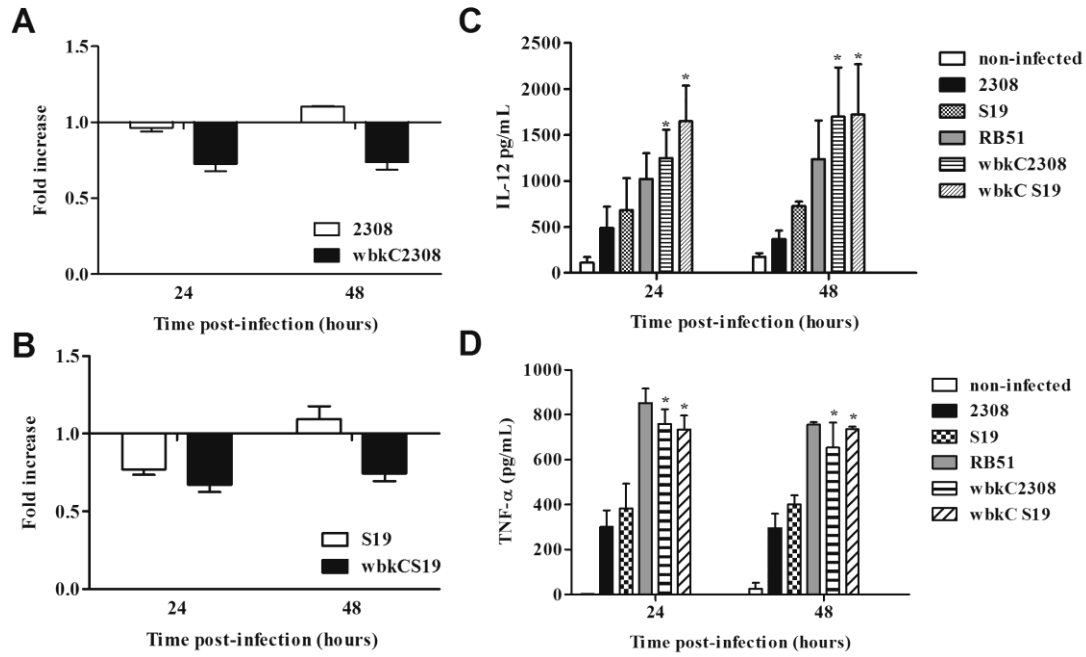 A
Fold increase
1.5
1.0
0.5
0.0
2308
wbkC2308
24
48
Time post-infection (hours)
B
Fold increase
1.5
1.0
0.5
0.0
S19
wbkCS19
24
48
Time post-infection (hours)
C
IL-12 pg/mL
2500
2000
1500
1000
500
0
* *
* *
24
48
Time post-infection (hours)
non-infected
2308
S19
RB51
wbkC2308
wbkC S19
D
TNF-α (pg/mL)
1000
800
600
400
200
0
* *
* *
24
48
Time post-infection (hours)
non-infected
2308
S19
RB51
wbkC2308
wbkC S19